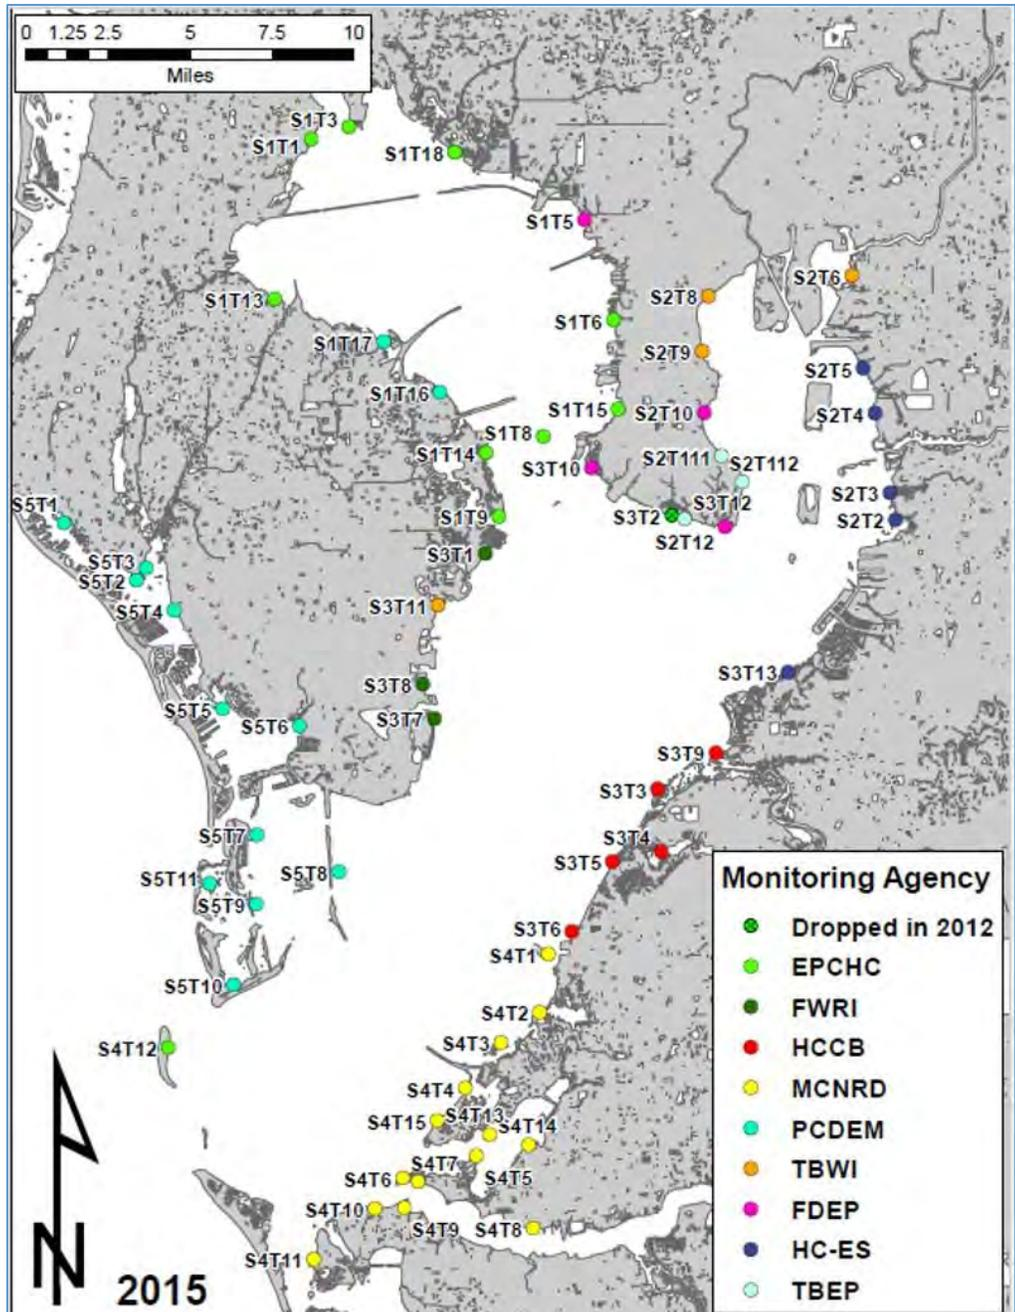 0 1.25 2.5 5 7.5 10
Miles
S1T3
S1T1
S1T18
S1T5
S2T6
S2T8
S1T13
S1T6
S1T17
S2T9
S2T5
S1T16
S1T15
S2T10
S2T4
S1T8
S1T14
S2T111
S2T112
S3T10
S2T3
S5T1
S3T12
S1T9
S3T2
S2T2
S2T12
S3T1
S5T3
S5T2
S3T11
S5T4
S3T13
S3T8
S5T5
S3T7
S5T6
S3T9
S3T3
S5T7
S3T4
S3T5
S5T8
S5T11
S5T9
S3T6
S4T1
S5T10
S4T2
S4T3
S4T12
S4T4
S4T13
S4T15
S4T14
S4T7
S4T6
S4T5
S4T10
S4T9
S4T8
S4T11
Monitoring Agency
Dropped in 2012
EPCHC
FWRI
HCCB
MCNRD
PCDEM
TBWI
FDEP
HC-ES
TBEP
N
2015